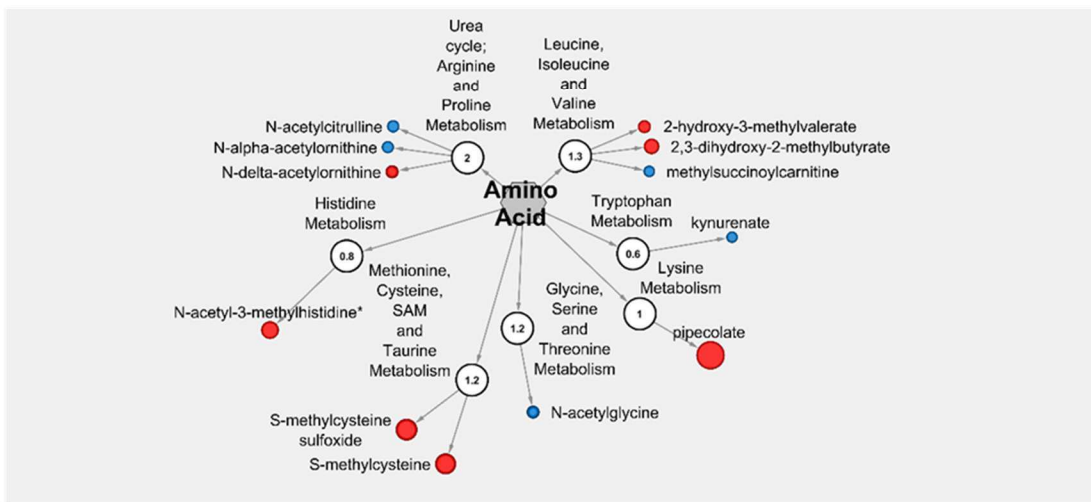 Urea
cycle;
Arginine
and
Proline
Metabolism
Leucine,
Isoleucine
and
Valine
Metabolism
N-acetylcitrulline
N-alpha-acetylornithine
N-delta-acetylornithine
2
1.3
2-hydroxy-3-methylvalerate
2,3-dihydroxy-2-methylbutyrate
methylsuccinoylcarnitine
Amino
Acid
Histidine
Metabolism
0.8
N-acetyl-3-methylhistidine*
Tryptophan
Metabolism
0.6
kynurenate
Lysine
Metabolism
1
pipecolate
Methionine,
Cysteine,
SAM
and
Taurine
Metabolism
1.2
Glycine,
Serine
and
Threonine
Metabolism
1.2
N-acetylglycine
S-methylcysteine
sulfoxide
S-methylcysteine